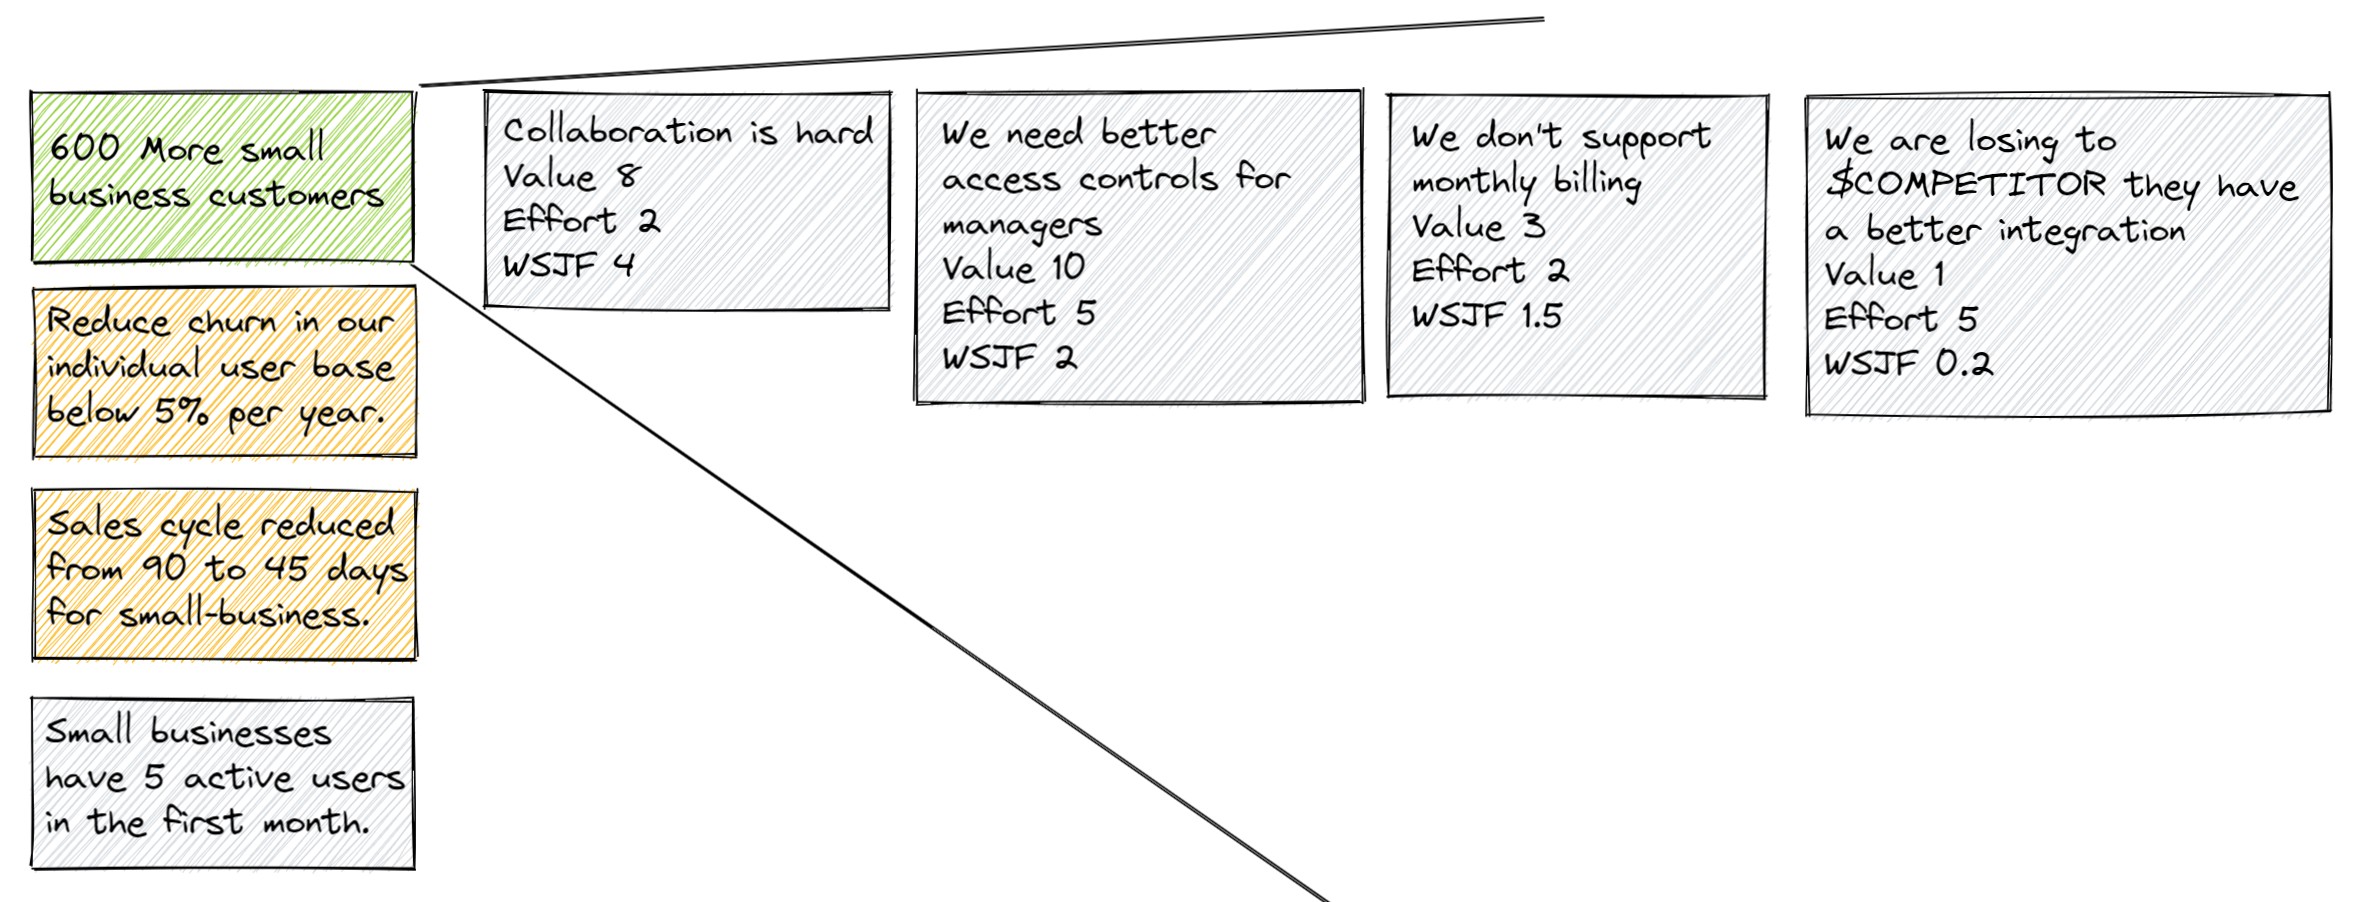 600 More small
business customers
Reduce churn in our
individual user base
below 5% per year.
Sales cycle reduced
from 90 to 45 days
for small-business.
Small businesses
have 5 active users
in the first month.
Collaboration is hard
Value 8
Effort 2
WSJF 4
We need better
access controls for
managers
Value 10
Effort 5
WSJF 2
We don't support
monthly billing
Value 3
Effort 2
WSJF 1.5
We are losing to
$COMPETITOR they have
a better integration
Value 1
Effort 5
WSJF 0.2